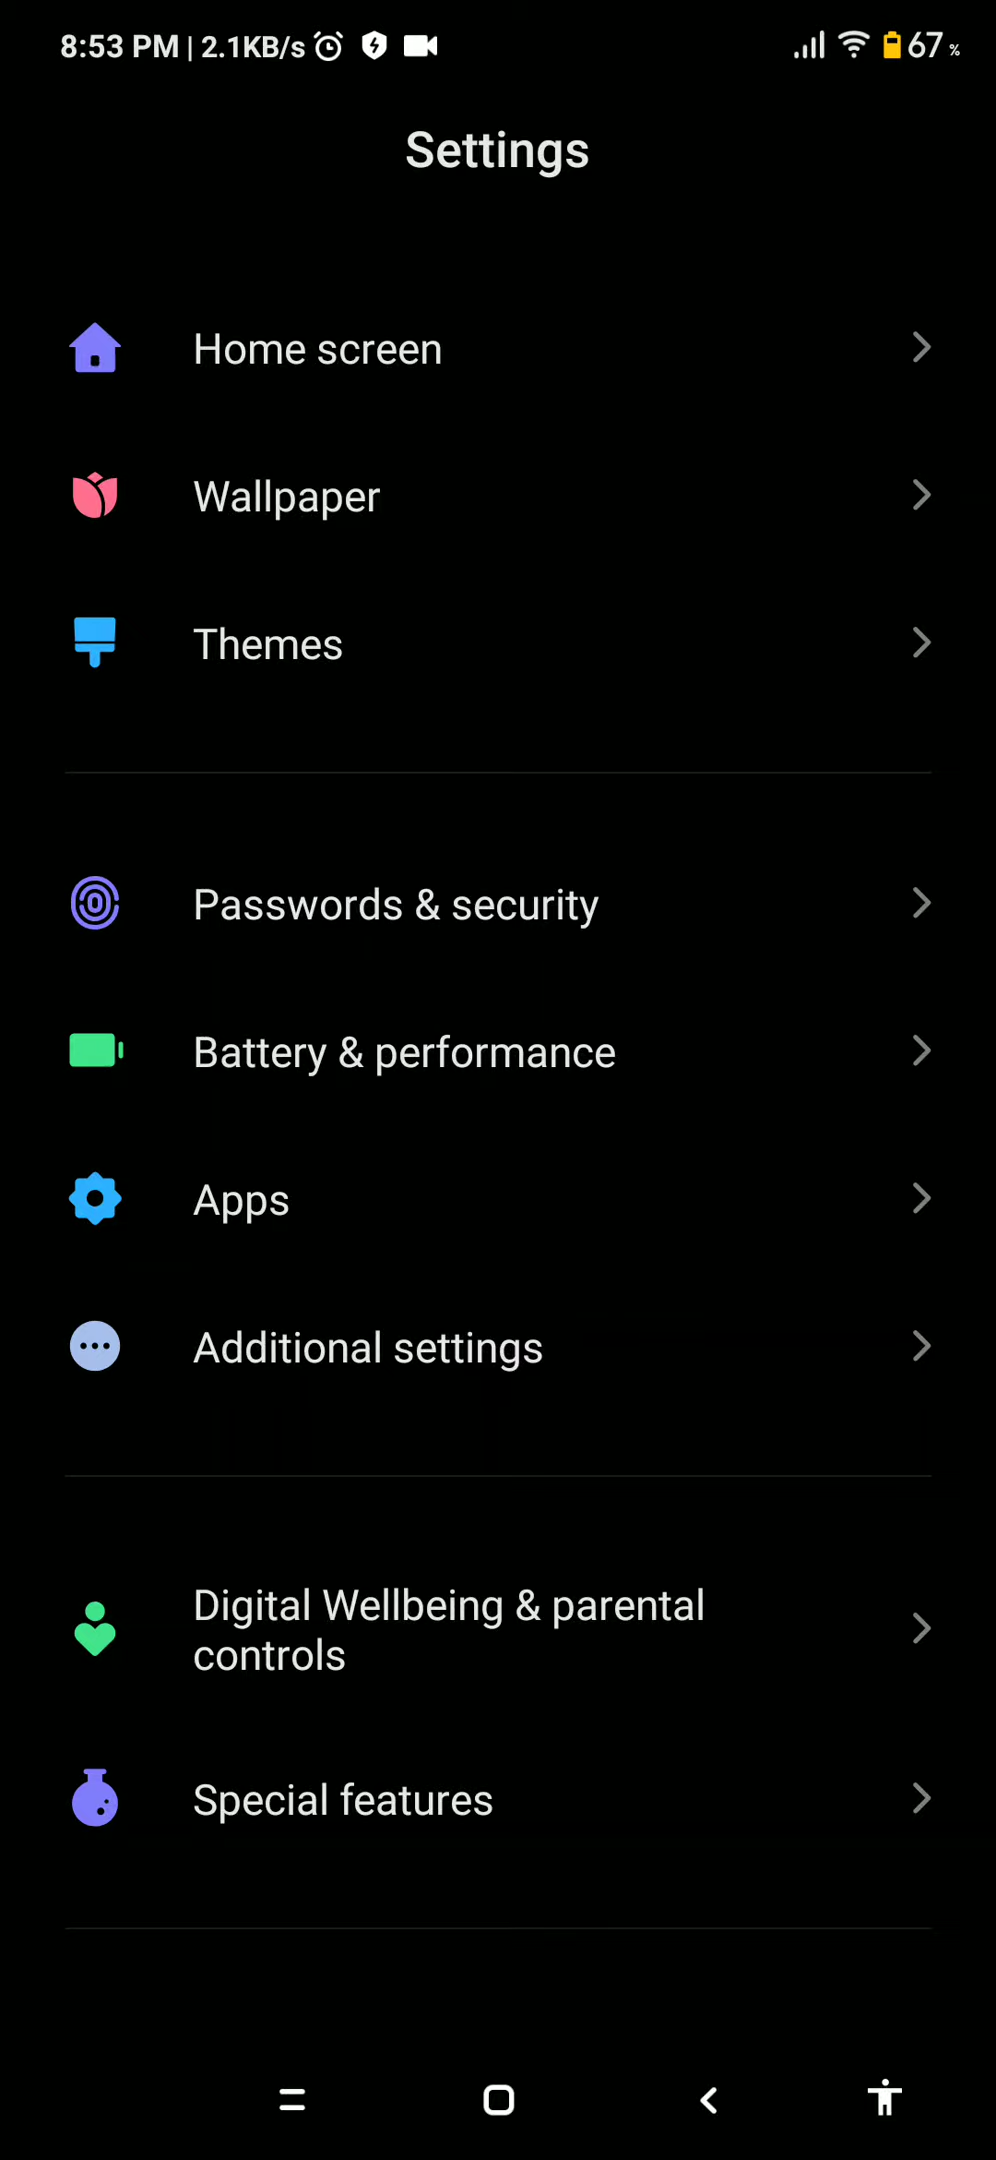 8:53 PM | 2.1KB/s 67 %
Settings
Home screen
Wallpaper
Themes
Passwords & security
Battery & performance
Apps
Additional settings
Digital Wellbeing & parental
controls
Special features